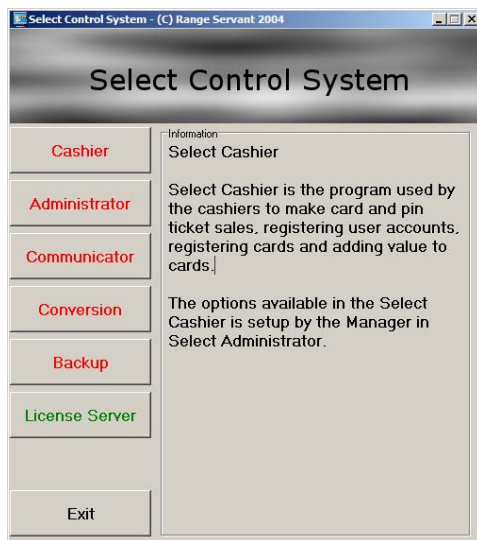 Select Control System - (C) Range Servant 2004
Select Control System
Cashier
Administrator
Communicator
Conversion
Backup
License Server
Exit
Information
Select Cashier
Select Cashier is the program used by
the cashiers to make card and pin
ticket sales, registering user accounts,
registering cards and adding value to
cards.
The options available in the Select
Cashier is setup by the Manager in
Select Administrator.